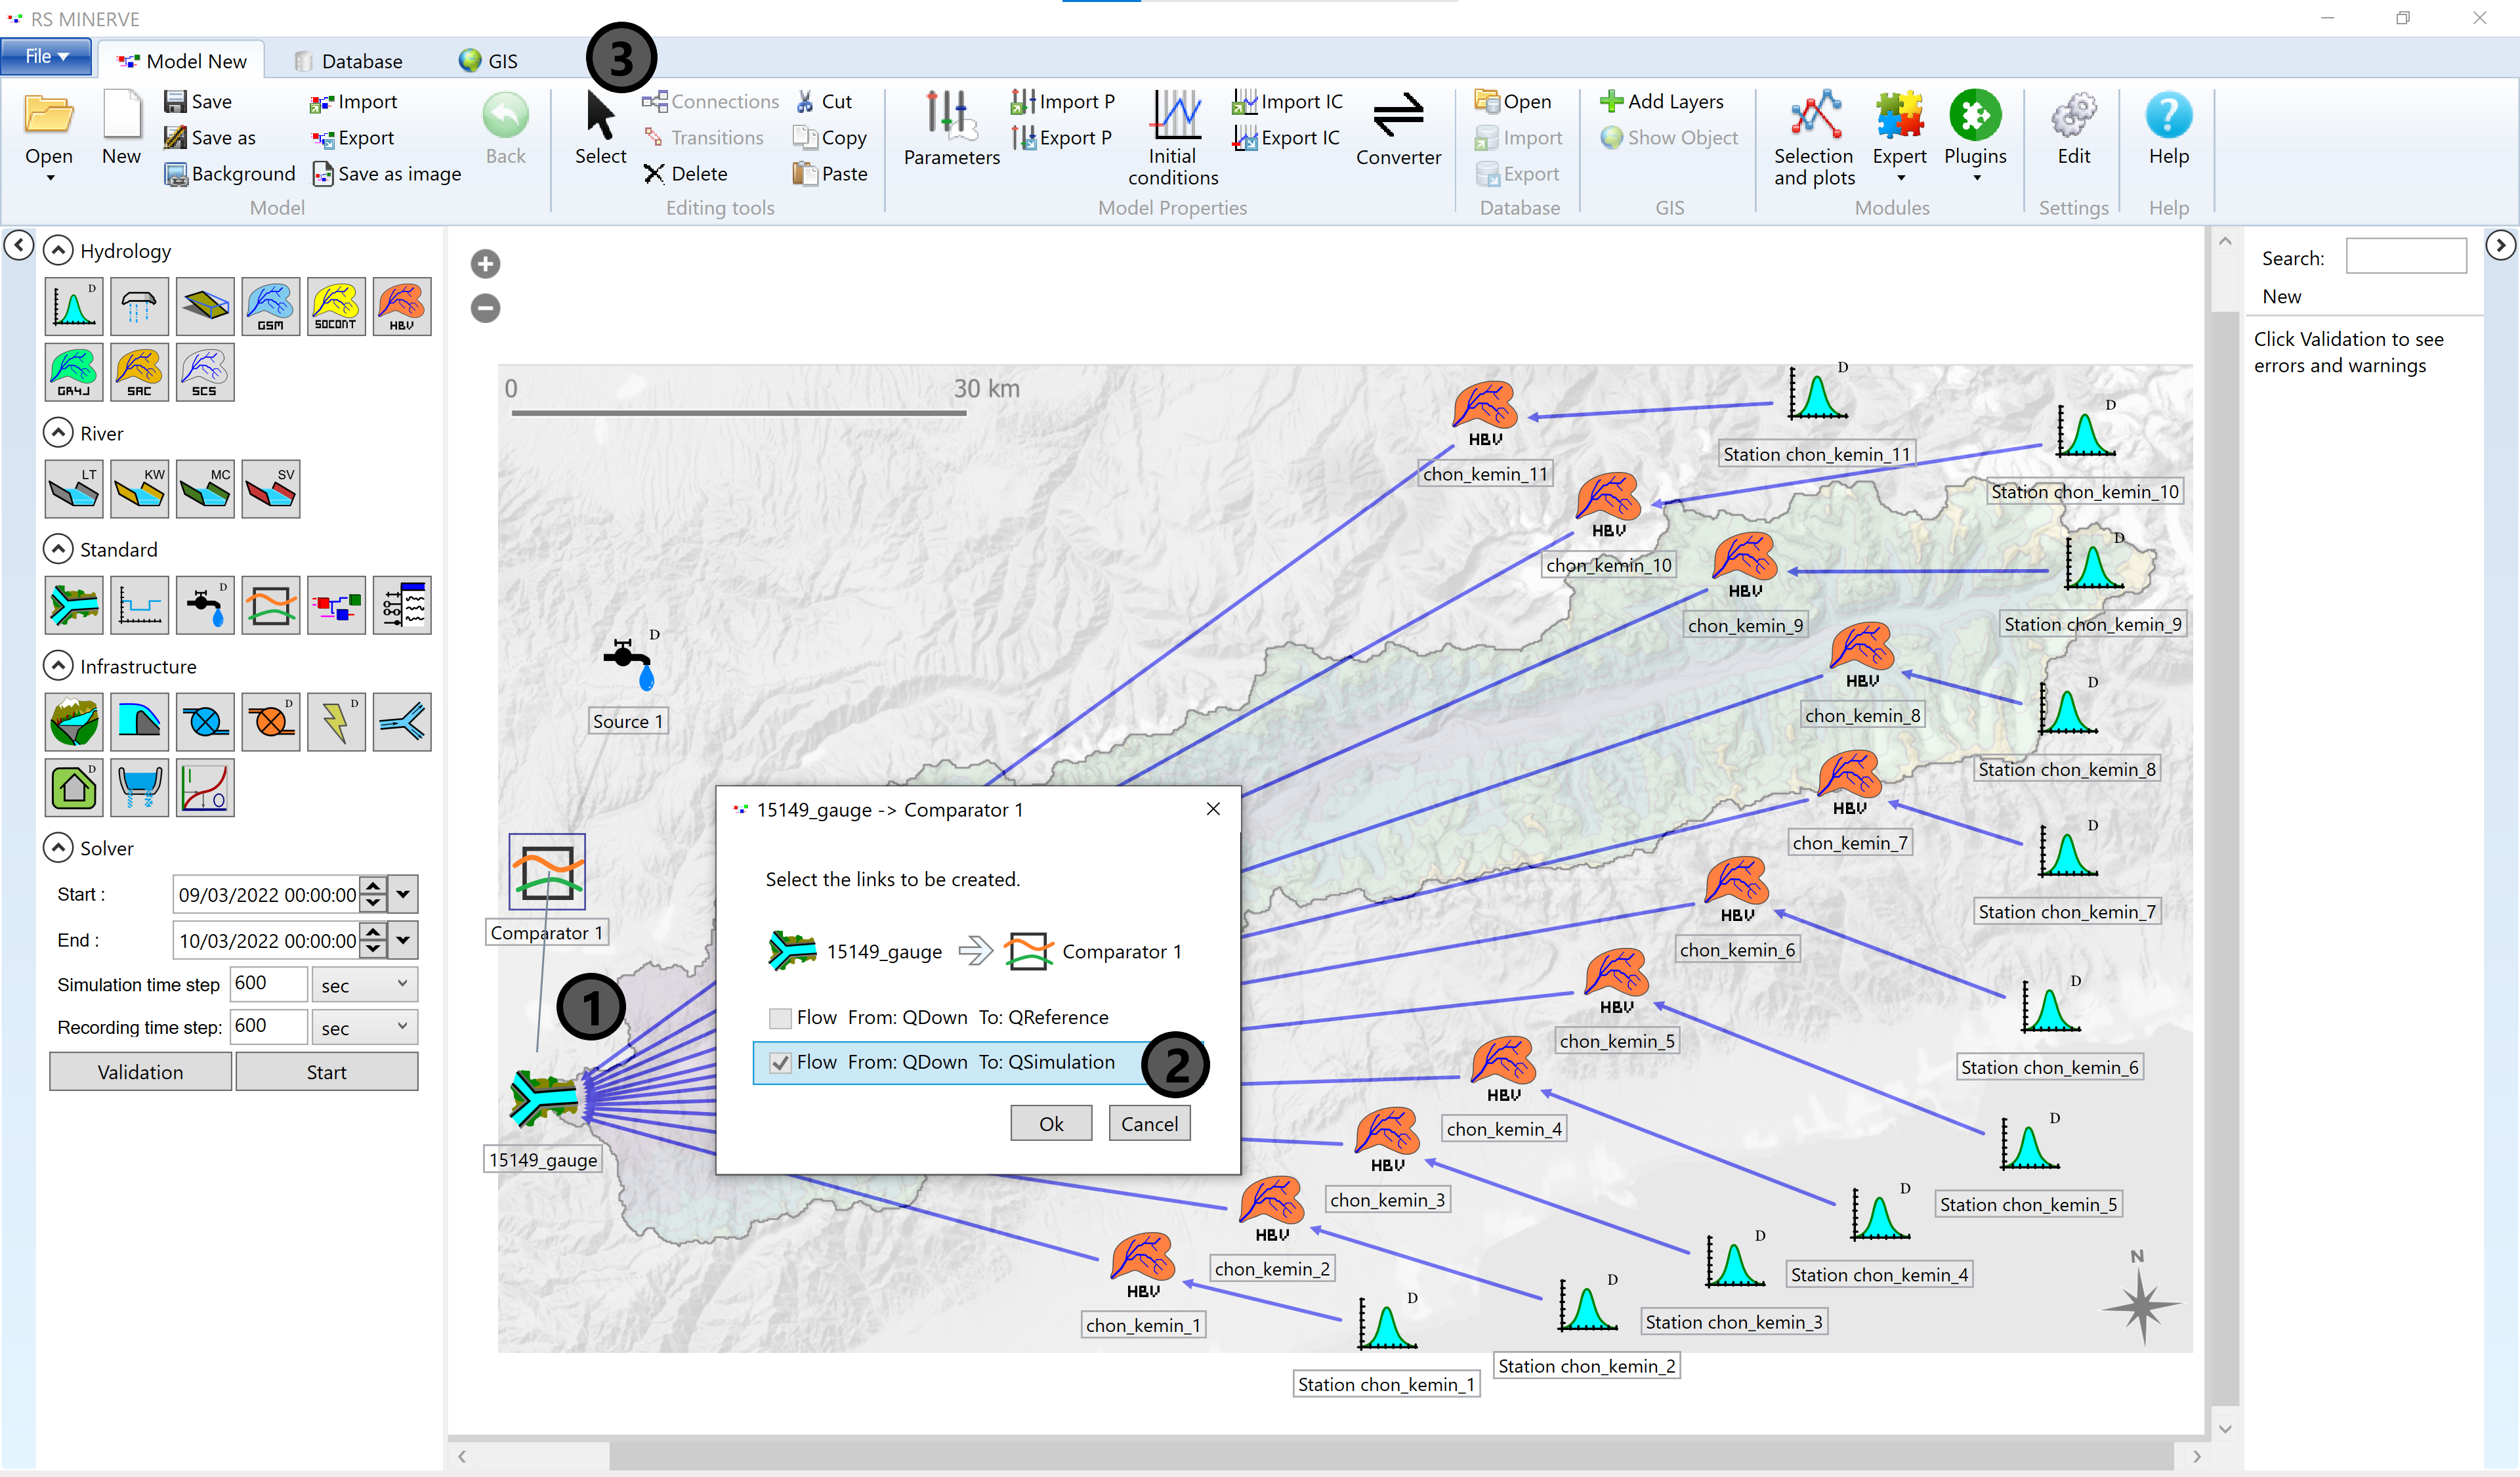 RS MINERVE
File
Model New
Database
GIS
3
Open
New
Save
Save as
Background
Import
Export
Save as image
Back
Model
Select
Connections
Transitions
Delete
Cut
Copy
Paste
Editing tools
Parameters
Import P
Export P
Initial
conditions
Import IC
Export IC
Converter
Model Properties
Open
Import
Export
Database
Add Layers
Show Object
GIS
Selection
and plots
Expert
Plugins
Modules
Edit
Settings
Help
Help
Hydrology
D
GSM
SOCONT
HBV
GR4J
SAC
SCS
River
LT
KW
MC
SV
Standard
D
Infrastructure
D
D
D
I
O
Solver
Start :
09/03/2022 00:00:00
End :
10/03/2022 00:00:00
Simulation time step
600
sec
Recording time step:
600
sec
Validation
Start
0
30 km
D
Source 1
Comparator 1
1
15149_gauge
HBV
chon_kemin_11
D
Station chon_kemin_11
HBV
chon_kemin_10
D
Station chon_kemin_10
HBV
chon_kemin_9
D
Station chon_kemin_9
HBV
chon_kemin_8
D
Station chon_kemin_8
HBV
chon_kemin_7
D
Station chon_kemin_7
HBV
chon_kemin_6
D
Station chon_kemin_6
HBV
chon_kemin_5
D
Station chon_kemin_5
HBV
chon_kemin_4
D
Station chon_kemin_4
HBV
chon_kemin_3
D
Station chon_kemin_3
HBV
chon_kemin_2
D
Station chon_kemin_2
HBV
chon_kemin_1
D
Station chon_kemin_1
N
15149_gauge -> Comparator 1
Select the links to be created.
15149_gauge
Comparator 1
Flow From: QDown To: QReference
Flow From: QDown To: QSimulation
2
Ok
Cancel
Search:
New
Click Validation to see
errors and warnings